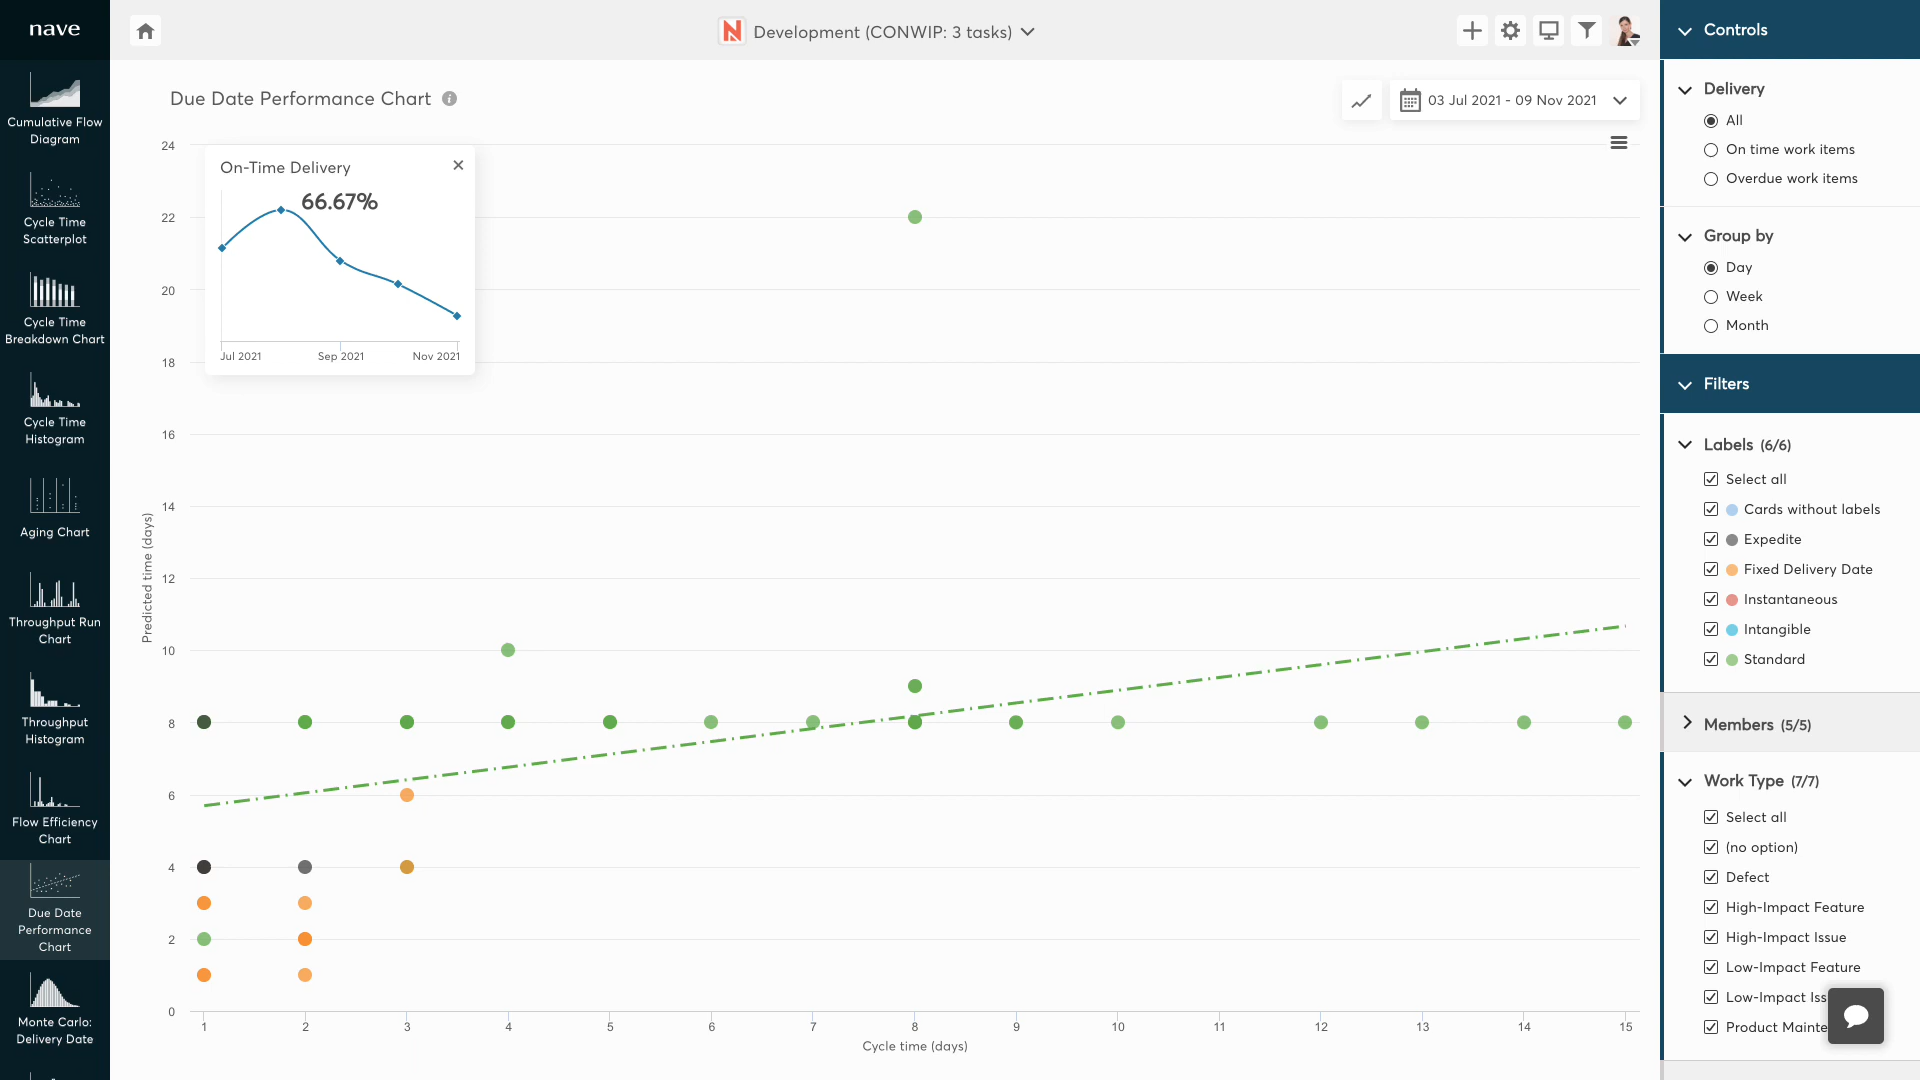 nave
Cumulative Flow
Diagram
Cycle Time
Scatterplot
Cycle Time
Breakdown Chart
Cycle Time
Histogram
Aging Chart
Throughput Run
Chart
Throughput
Histogram
Flow Efficiency
Chart
Due Date
Performance
Chart
Monte Carlo:
Delivery Date
N Development (CONWIP: 3 tasks)
Due Date Performance Chart i
03 Jul 2021 - 09 Nov 2021
On-Time Delivery
66.67%
Jul 2021 Sep 2021 Nov 2021
Predicted time (days)
24
22
20
18
16
14
12
10
8
6
4
2
0
1 2 3 4 5 6 7 8 9 10 11 12 13 14 15
Cycle time (days)
Controls
Delivery
All
On time work items
Overdue work items
Group by
Day
Week
Month
Filters
Labels (6/6)
Select all
Cards without labels
Expedite
Fixed Delivery Date
Instantaneous
Intangible
Standard
Members (5/5)
Work Type (7/7)
Select all
(no option)
Defect
High-Impact Feature
High-Impact Issue
Low-Impact Feature
Low-Impact Iss
Product Mainte